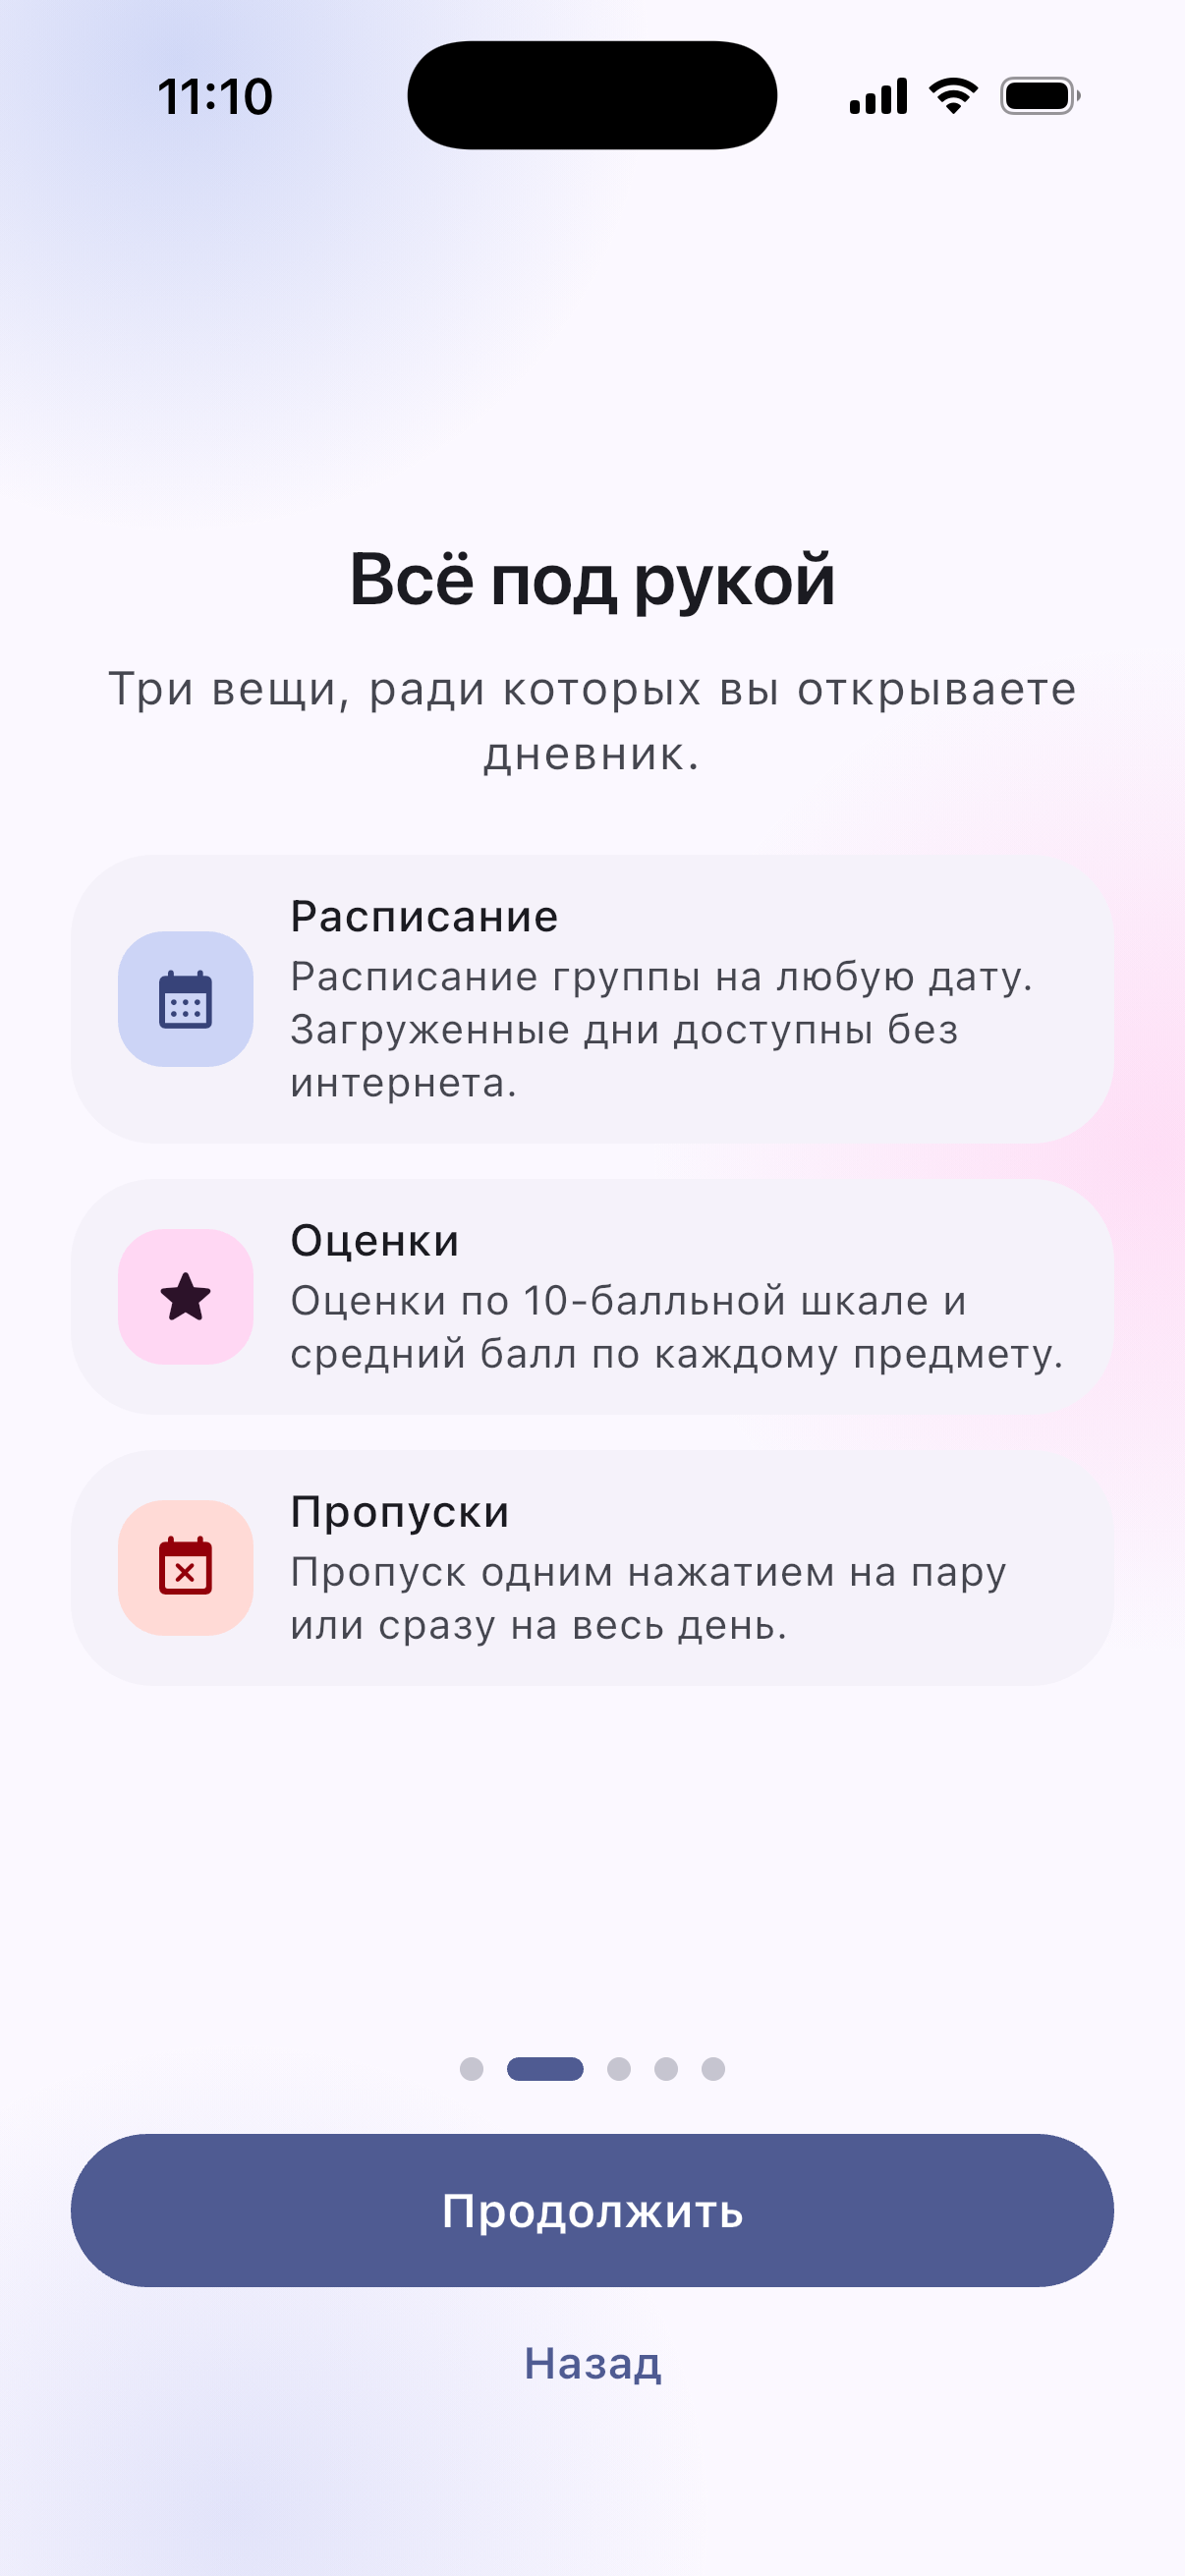 11:10
Всё под рукой
Три вещи, ради которых вы открываете
дневник.
Расписание
Расписание группы на любую дату.
Загруженные дни доступны без
интернета.
Оценки
Оценки по 10-балльной шкале и
средний балл по каждому предмету.
Пропуски
Пропуск одним нажатием на пару
или сразу на весь день.
Продолжить
Назад